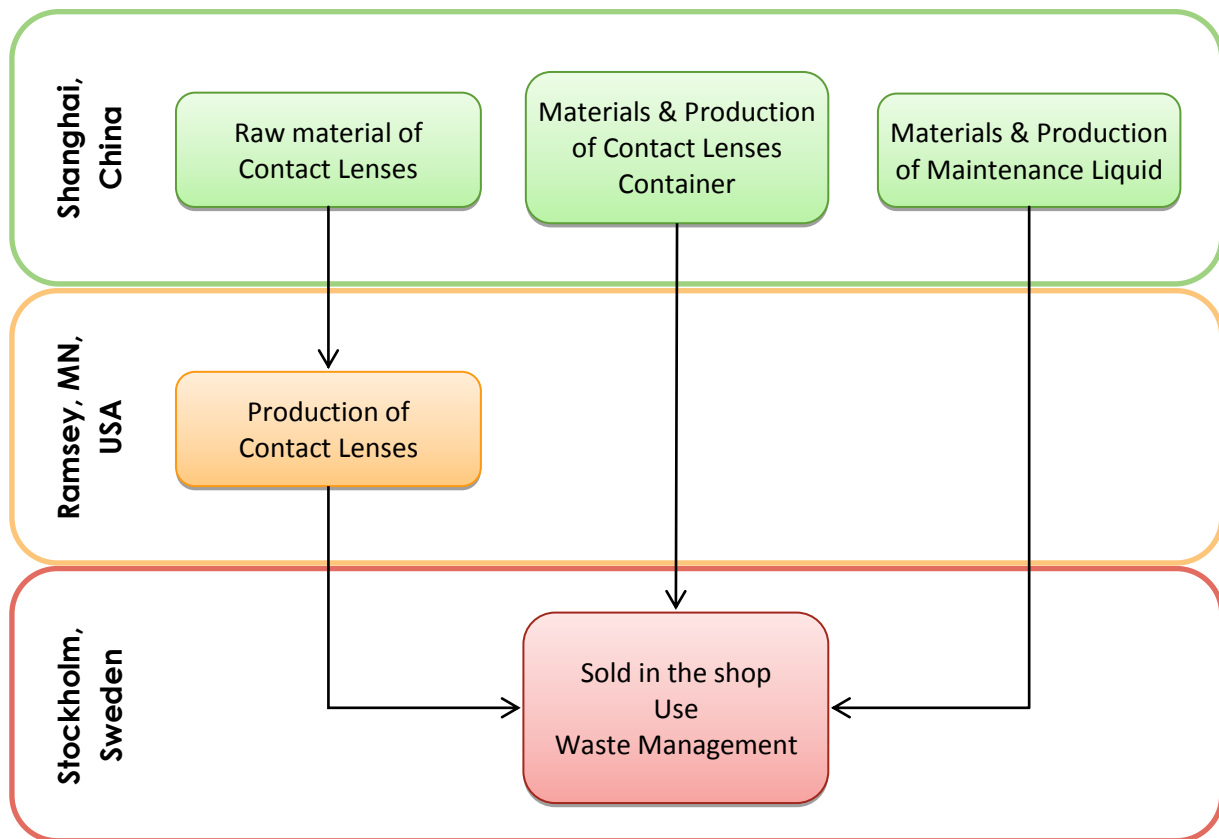 Shanghai,
China
Raw material of
Contact Lenses
Materials & Production
of Contact Lenses
Container
Materials & Production
of Maintenance Liquid
Ramsey, MN,
USA
Production of
Contact Lenses
Stockholm,
Sweden
Sold in the shop
Use
Waste Management